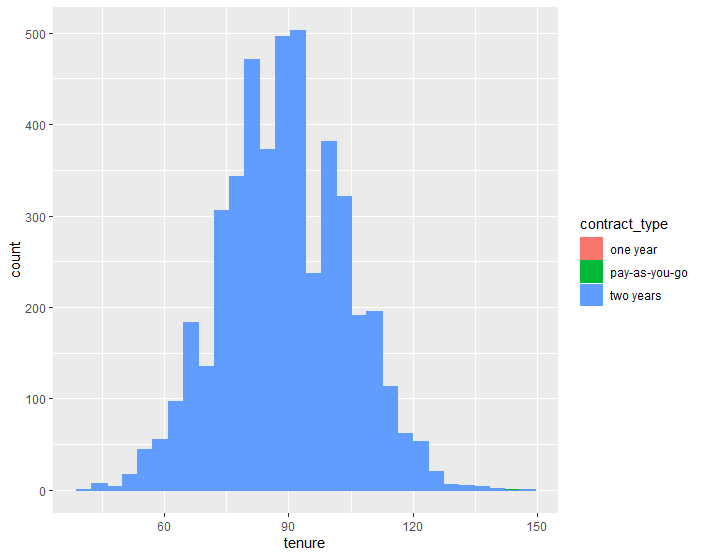 500
400
300
200
100
0
count
60 90 120 150
tenure
contract_type
one year
pay-as-you-go
two years